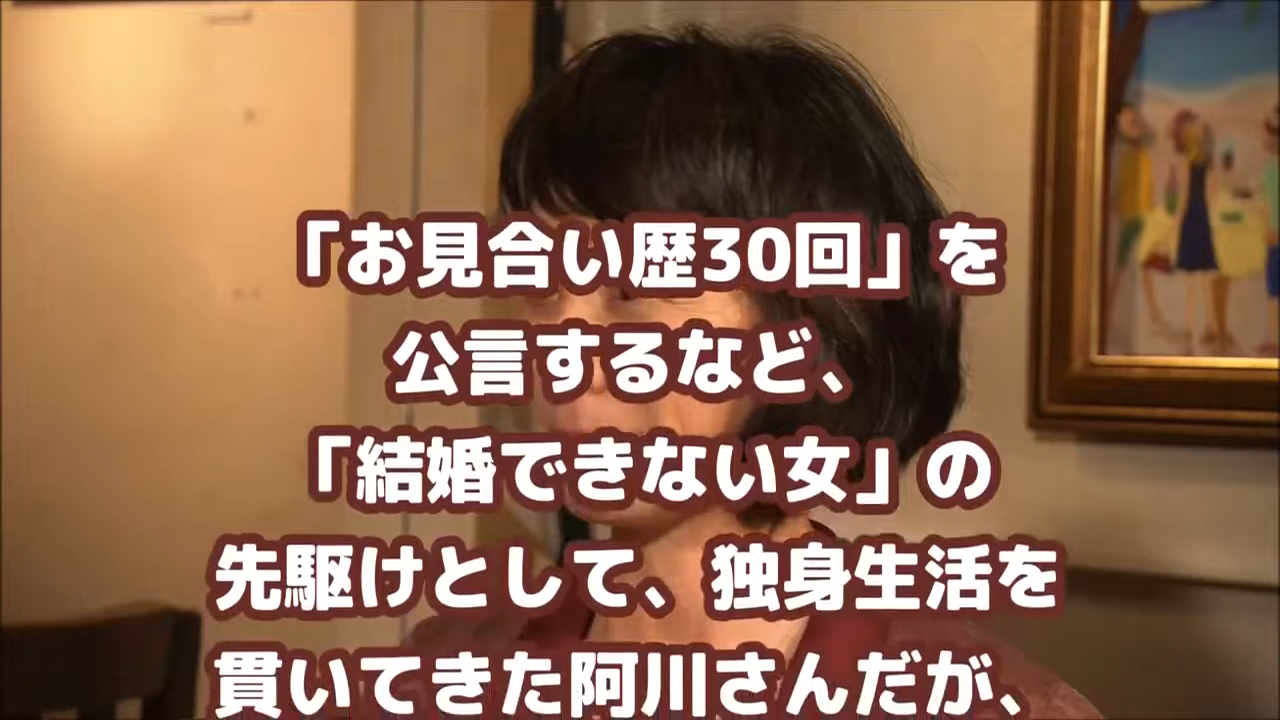 「お見合い歴30回」を
公言するなど、
「結婚できない女」の
先駆けとして、独身生活を
貫いてきた阿川さんだが、